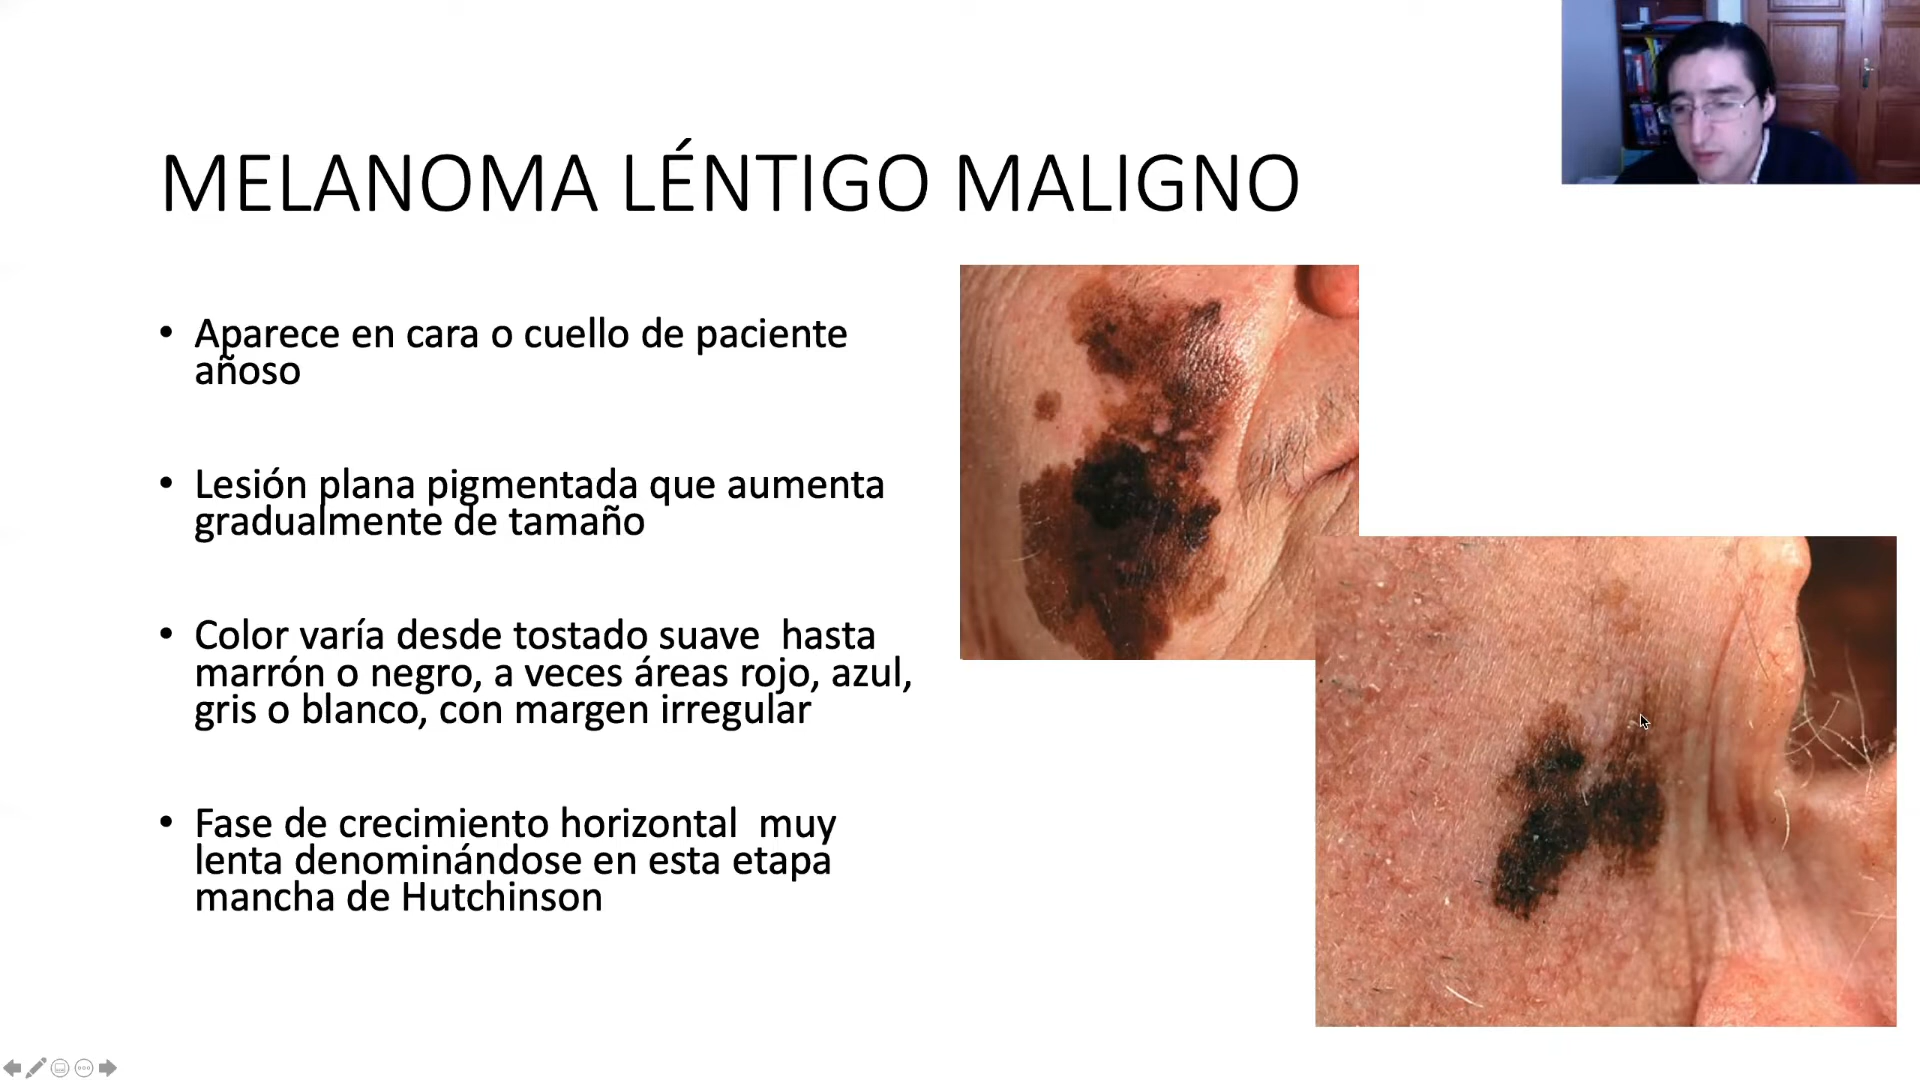 MELANOMA LÉNTIGO MALIGNO
• Aparece en cara o cuello de paciente
añoso
• Lesión plana pigmentada que aumenta
gradualmente de tamaño
• Color varía desde tostado suave  hasta
marrón o negro, a veces áreas rojo, azul,
gris o blanco, con margen irregular
• Fase de crecimiento horizontal  muy
lenta denominándose en esta etapa
mancha de Hutchinson